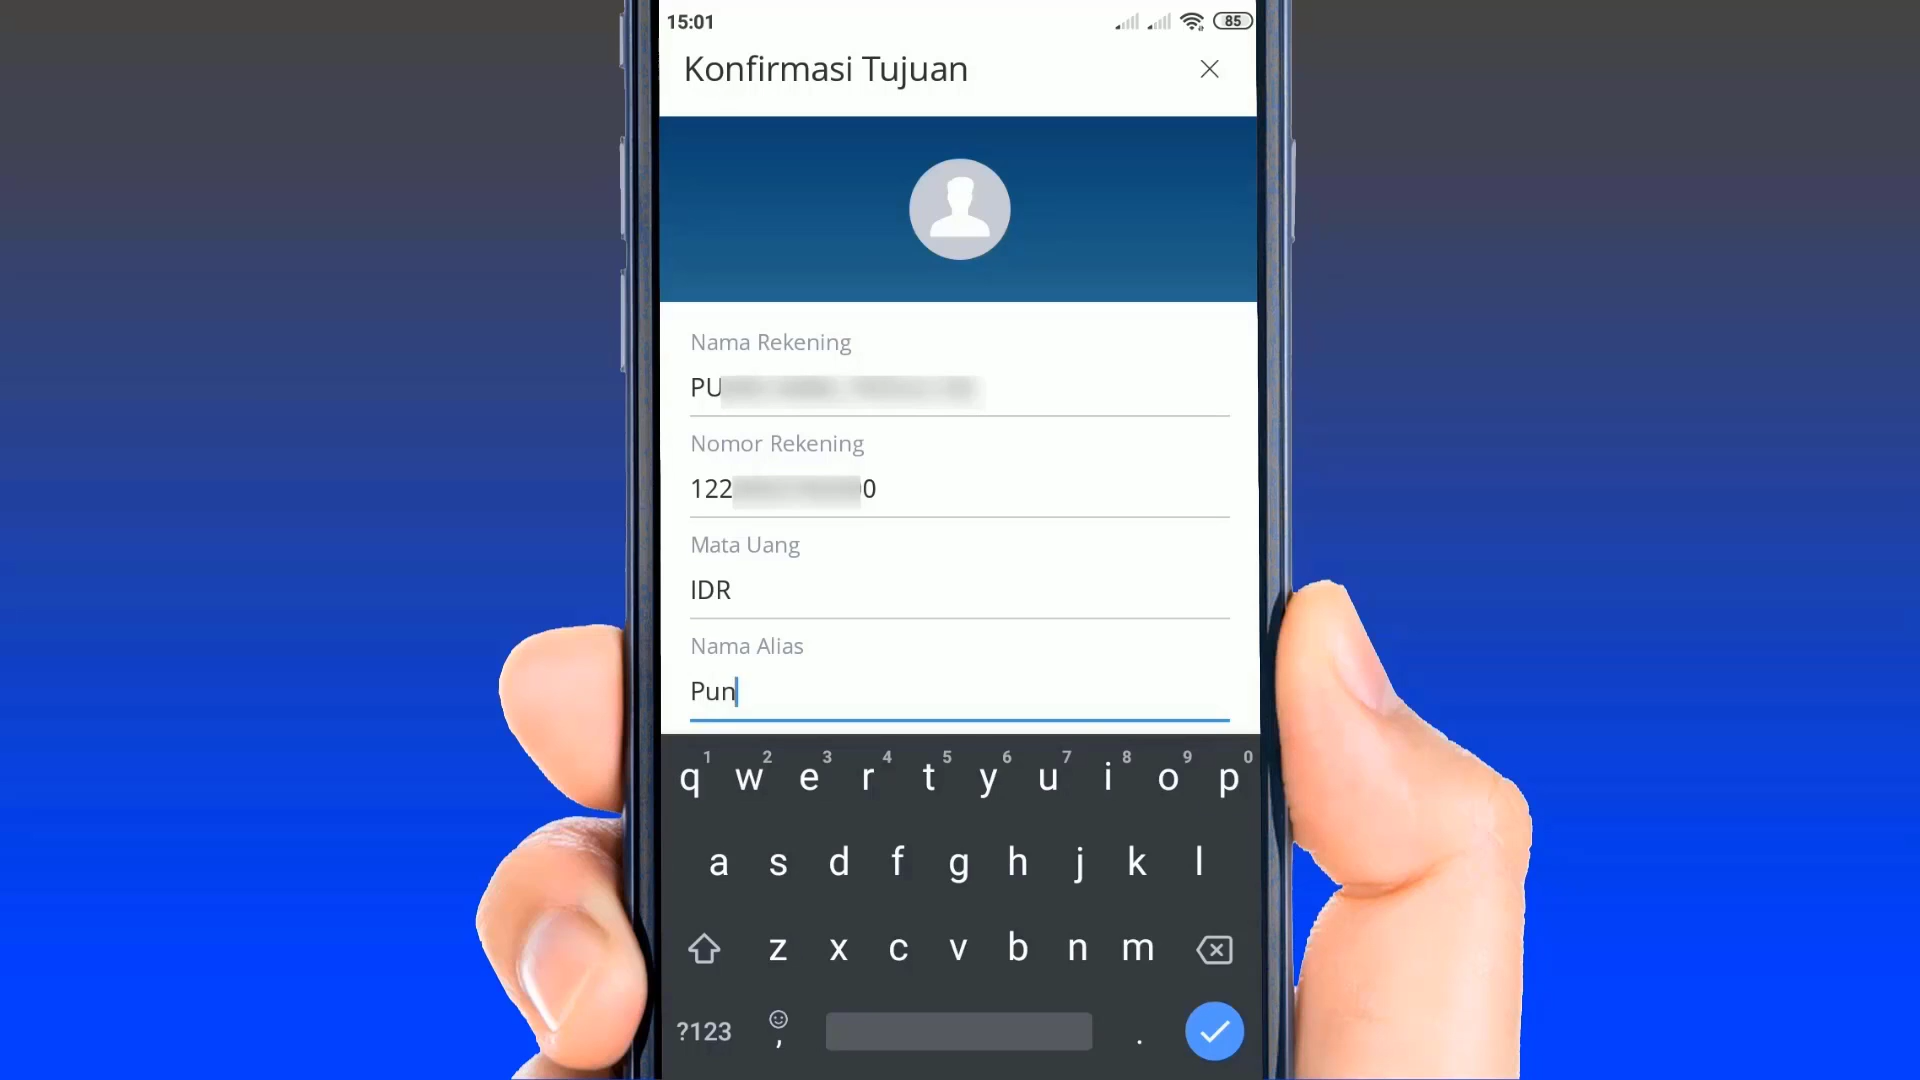 15:01
85
Konfirmasi Tujuan
Nama Rekening
PU
Nomor Rekening
122 0
Mata Uang
IDR
Nama Alias
Pun
1 2 3 4 5 6 7 8 9 0
q w e r t y u i o p
a s d f g h j k l
z x c v b n m
?123 , .